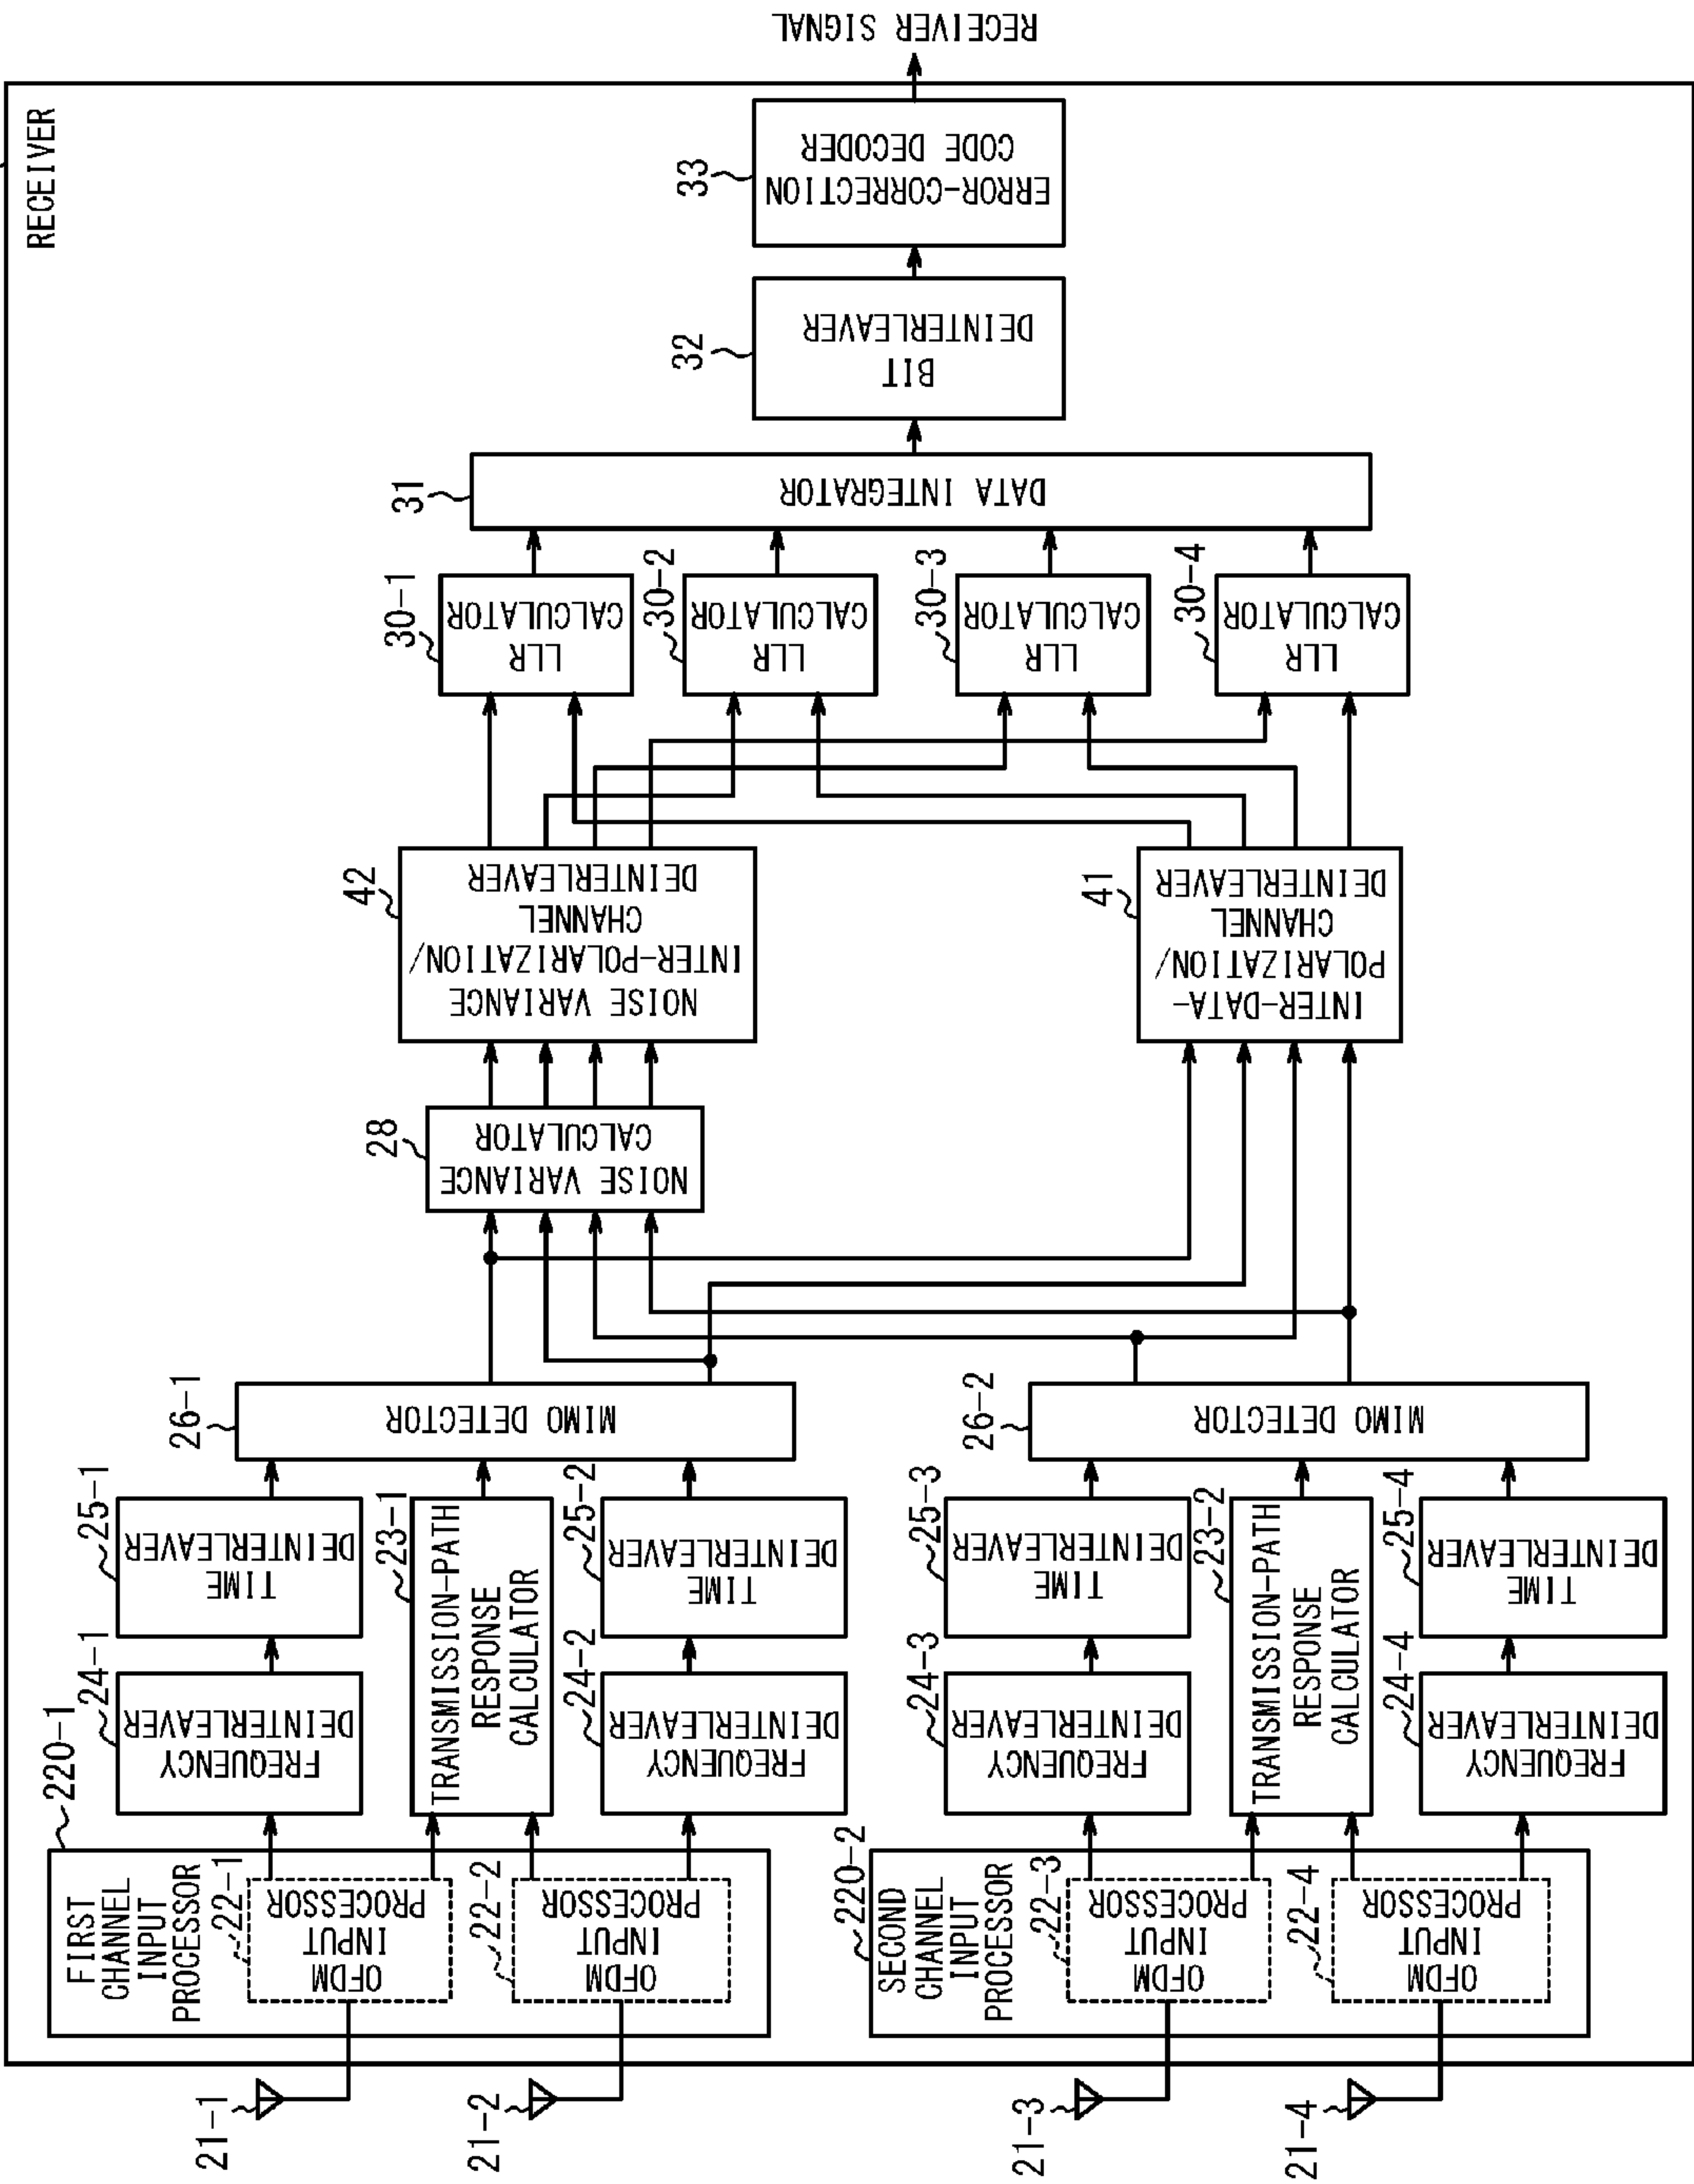 RECEIVER
21-1
21-2
21-3
21-4
220-1
FIRST
CHANNEL
INPUT
PROCESSOR
22-1
OFDM
INPUT
PROCESSOR
22-2
OFDM
INPUT
PROCESSOR
220-2
SECOND
CHANNEL
INPUT
PROCESSOR
22-3
OFDM
INPUT
PROCESSOR
22-4
OFDM
INPUT
PROCESSOR
24-1
FREQUENCY
DEINTERLEAVER
25-1
TIME
DEINTERLEAVER
23-1
TRANSMISSION-PATH
RESPONSE
CALCULATOR
24-2
FREQUENCY
DEINTERLEAVER
25-2
TIME
DEINTERLEAVER
24-3
FREQUENCY
DEINTERLEAVER
25-3
TIME
DEINTERLEAVER
23-2
TRANSMISSION-PATH
RESPONSE
CALCULATOR
24-4
FREQUENCY
DEINTERLEAVER
25-4
TIME
DEINTERLEAVER
26-1
MIMO DETECTOR
26-2
MIMO DETECTOR
28
NOISE VARIANCE
CALCULATOR
42
NOISE VARIANCE
INTER-POLARIZATION/
CHANNEL
DEINTERLEAVER
41
INTER-DATA-
POLARIZATION/
CHANNEL
DEINTERLEAVER
30-1
LLR
CALCULATOR
30-2
LLR
CALCULATOR
30-3
LLR
CALCULATOR
30-4
LLR
CALCULATOR
31
DATA INTEGRATOR
32
BIT
DEINTERLEAVER
33
ERROR-CORRECTION
CODE DECODER
RECEIVER SIGNAL